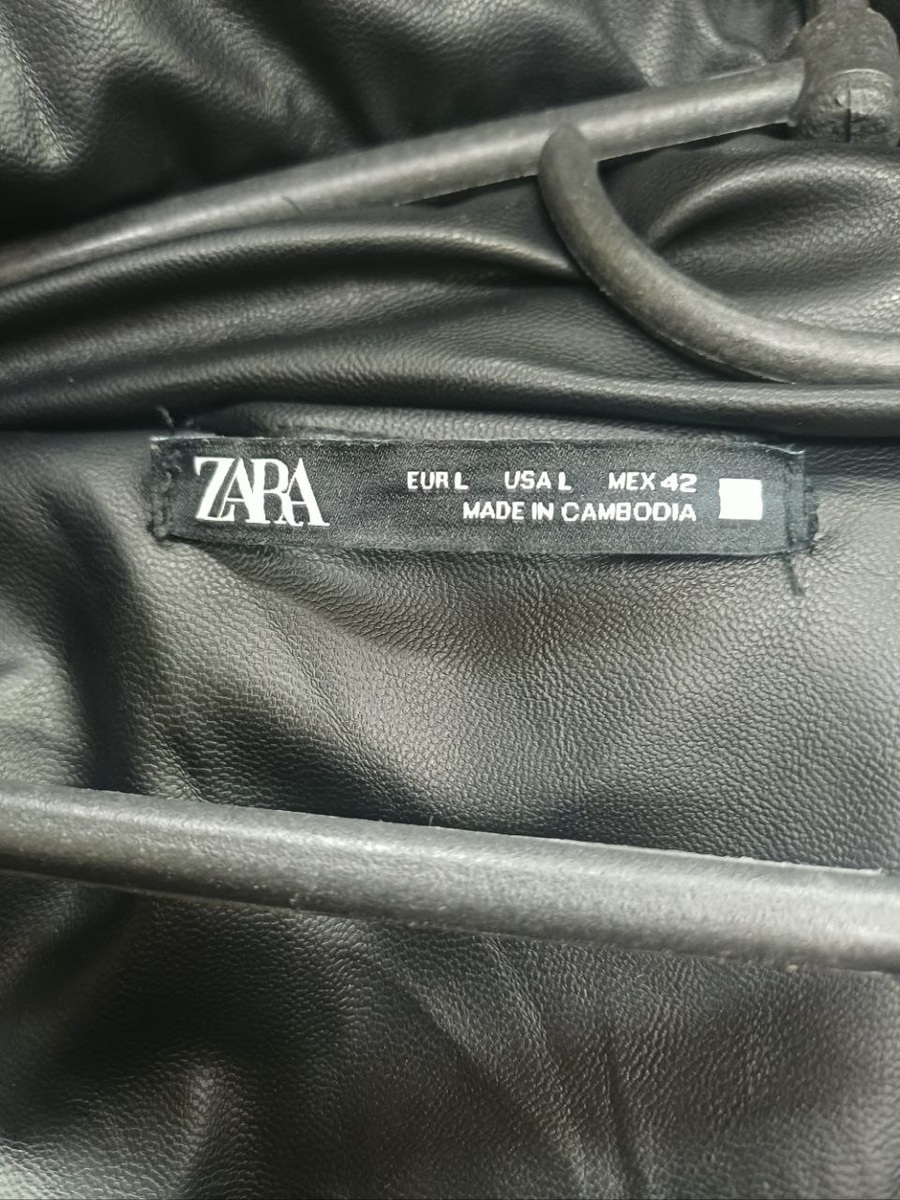 ZARA
EUR L USA L MEX 42
MADE IN CAMBODIA